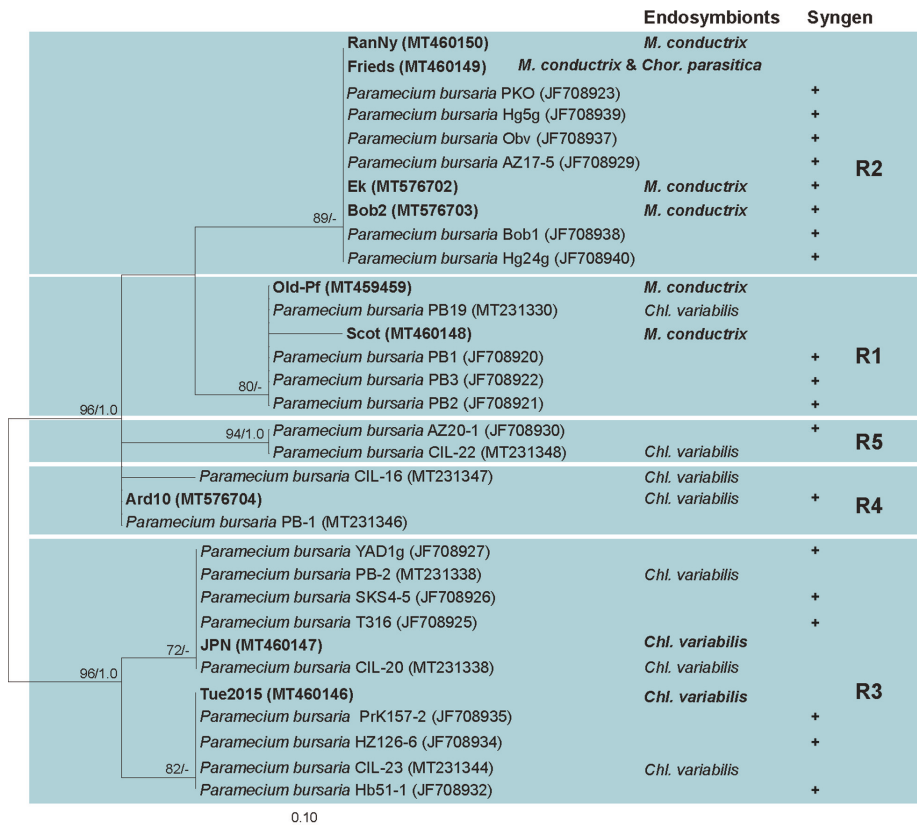 Endosymbionts Syngen
RanNy (MT460150) M. conductrix
Frieds (MT460149) M. conductrix & Chor. parasitica
Paramecium bursaria PKO (JF708923) +
Paramecium bursaria Hg5g (JF708939) +
Paramecium bursaria Obv (JF708937) +
Paramecium bursaria AZ17-5 (JF708929) +
R2
Ek (MT576702) M. conductrix +
89/- Bob2 (MT576703) M. conductrix +
Paramecium bursaria Bob1 (JF708938) +
Paramecium bursaria Hg24g (JF708940) +
Old-Pf (MT459459) M. conductrix
Paramecium bursaria PB19 (MT231330) Chl. variabilis
Scot (MT460148) M. conductrix
Paramecium bursaria PB1 (JF708920) + R1
80/- Paramecium bursaria PB3 (JF708922) +
Paramecium bursaria PB2 (JF708921) +
96/1.0
94/1.0 Paramecium bursaria AZ20-1 (JF708930) +
R5
Paramecium bursaria CIL-22 (MT231348) Chl. variabilis
Paramecium bursaria CIL-16 (MT231347) Chl. variabilis
Ard10 (MT576704) Chl. variabilis + R4
Paramecium bursaria PB-1 (MT231346)
Paramecium bursaria YAD1g (JF708927) +
Paramecium bursaria PB-2 (MT231338) Chl. variabilis
Paramecium bursaria SKS4-5 (JF708926) +
Paramecium bursaria T316 (JF708925) +
72/- JPN (MT460147) Chl. variabilis
Paramecium bursaria CIL-20 (MT231338) Chl. variabilis
96/1.0
R3
Tue2015 (MT460146) Chl. variabilis
Paramecium bursaria PrK157-2 (JF708935) +
Paramecium bursaria HZ126-6 (JF708934) +
82/- Paramecium bursaria CIL-23 (MT231344) Chl. variabilis
Paramecium bursaria Hb51-1 (JF708932) +
0.10